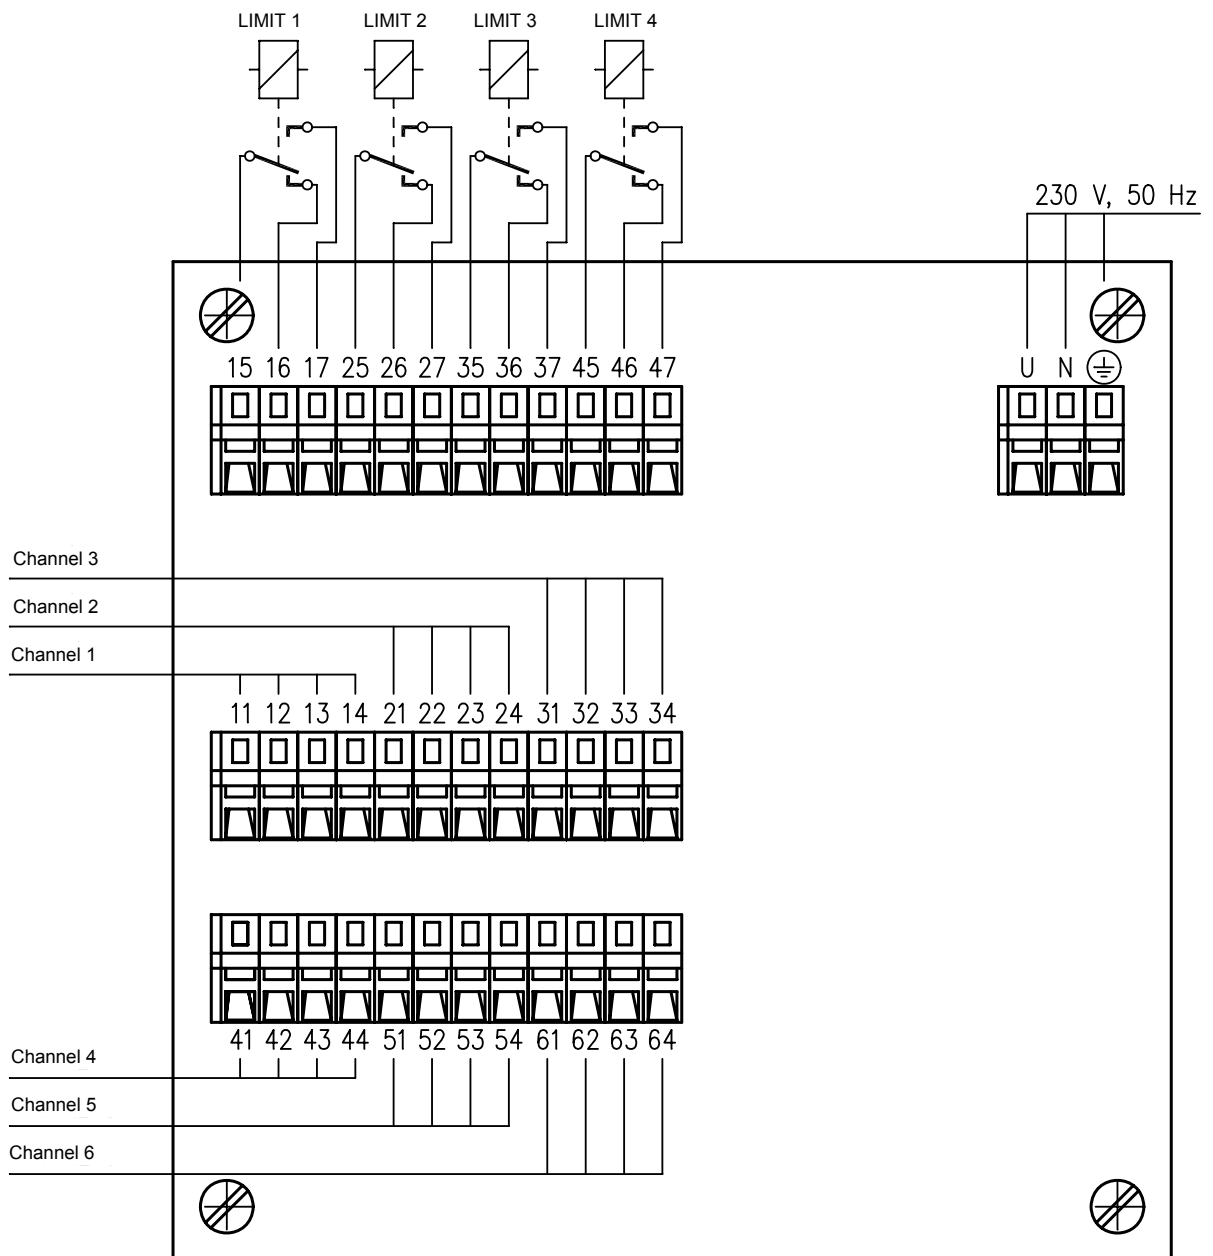 LIMIT 1 LIMIT 2 LIMIT 3 LIMIT 4
230 V, 50 Hz
15 16 17 25 26 27 35 36 37 45 46 47 U N
Channel 3
Channel 2
Channel 1
11 12 13 14 21 22 23 24 31 32 33 34
41 42 43 44 51 52 53 54 61 62 63 64
Channel 4
Channel 5
Channel 6